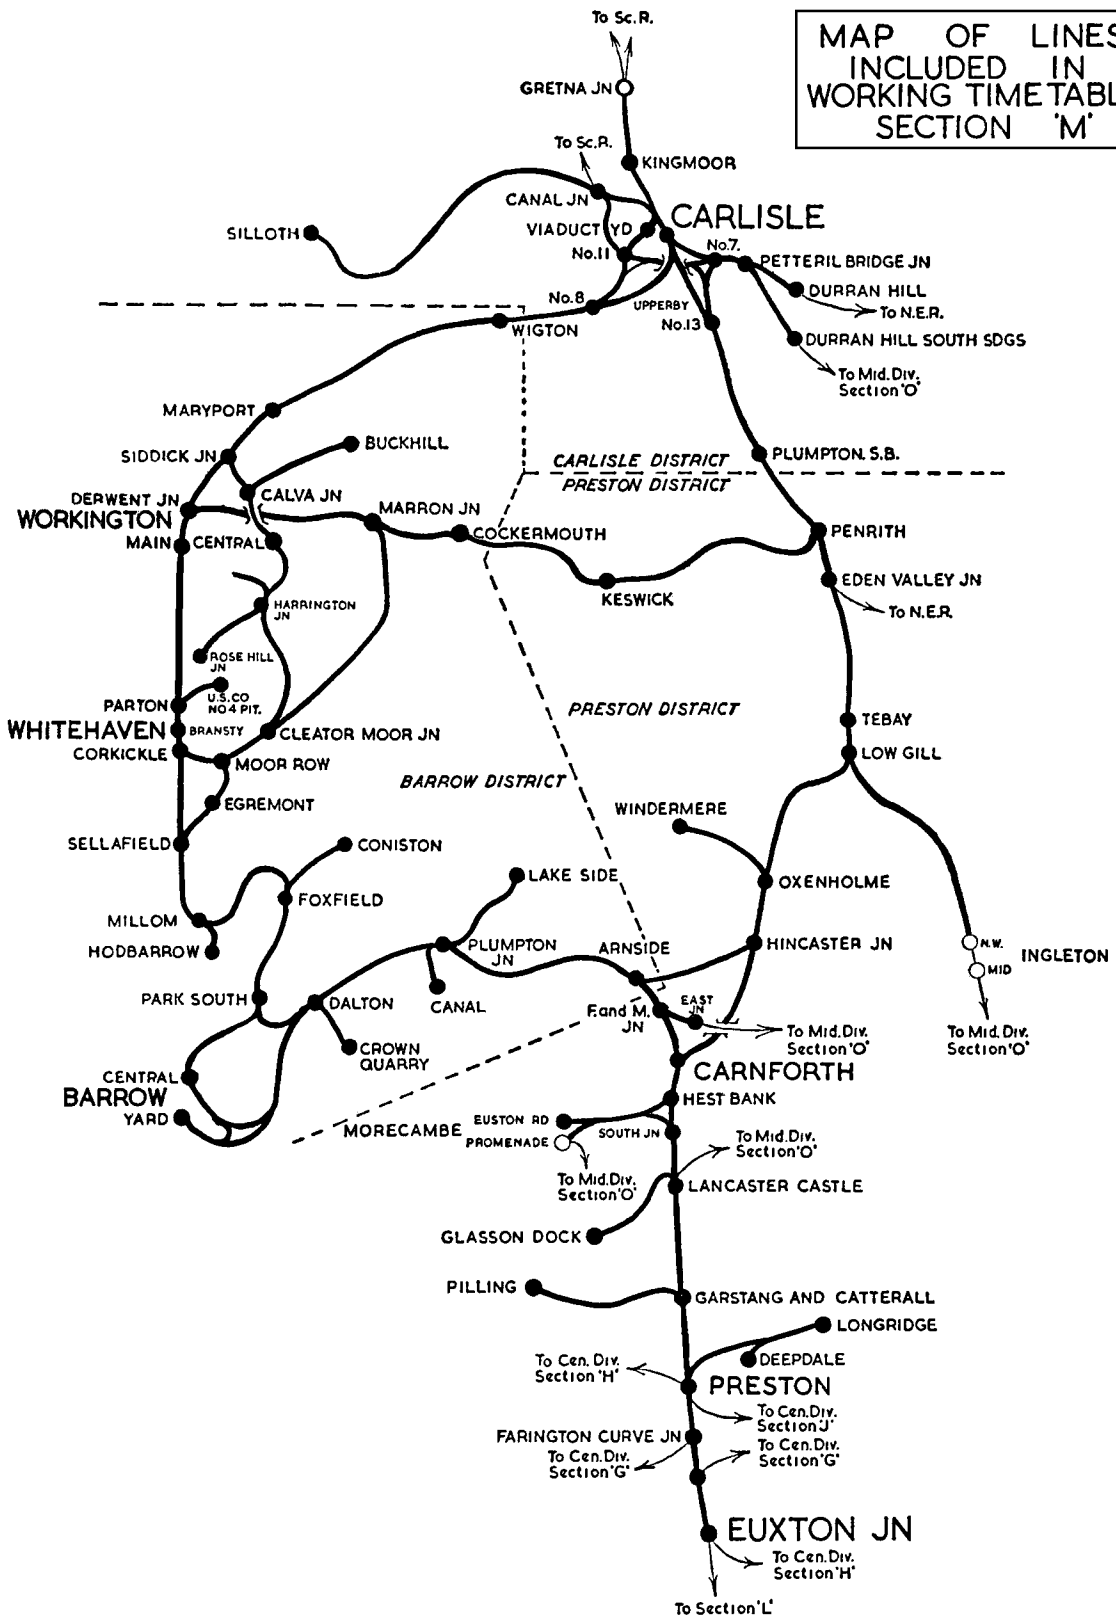 To Sc.R.
MAP OF LINES
INCLUDED IN
WORKING TIMETABL
SECTION 'M'
GRETNA JN
To Sc.R.
KINGMOOR
CANAL JN
CARLISLE
VIADUCT YD
SILLOTH
No.11
No.7.
PETTERIL BRIDGE JN
DURRAN HILL
No.8
UPPERBY
To N.E.R.
WIGTON
No.13
DURRAN HILL SOUTH SDGS
To Mid. Div.
Section 'O'
MARYPORT
BUCKHILL
SIDDICK JN
PLUMPTON. S.B.
CARLISLE DISTRICT
PRESTON DISTRICT
DERWENT JN
CALVA JN
WORKINGTON
MARRON JN
COCKERMOUTH
PENRITH
MAIN
CENTRAL
EDEN VALLEY JN
KESWICK
To N.E.R.
HARRINGTON
JN
ROSE HILL
JN
U.S.CO
NO 4 PIT.
PARTON
PRESTON DISTRICT
TEBAY
WHITEHAVEN
BRANSTY
CLEATOR MOOR JN
CORKICKLE
MOOR ROW
LOW GILL
BARROW DISTRICT
EGREMONT
WINDERMERE
SELLAFIELD
CONISTON
LAKE SIDE
OXENHOLME
FOXFIELD
MILLOM
HODBARROW
PLUMPTON
JN
ARNSIDE
HINCASTER JN
N.W.
INGLETON
MID
PARK SOUTH
DALTON
CANAL
F.and M.
JN
EAST
JN
To Mid. Div.
Section 'O'
To Mid. Div.
Section 'O'
CROWN
QUARRY
CENTRAL
CARNFORTH
BARROW
YARD
HEST BANK
MORECAMBE
EUSTON RD
PROMENADE
SOUTH JN
To Mid. Div.
Section 'O'
To Mid. Div.
Section 'O'
LANCASTER CASTLE
GLASSON DOCK
PILLING
GARSTANG AND CATTERALL
LONGRIDGE
DEEPDALE
To Cen. Div.
Section 'H'
PRESTON
To Cen. Div.
Section 'J'
FARINGTON CURVE JN
To Cen. Div.
Section 'G'
To Cen. Div.
Section 'G'
EUXTON JN
To Cen. Div.
Section 'H'
To Section 'L'